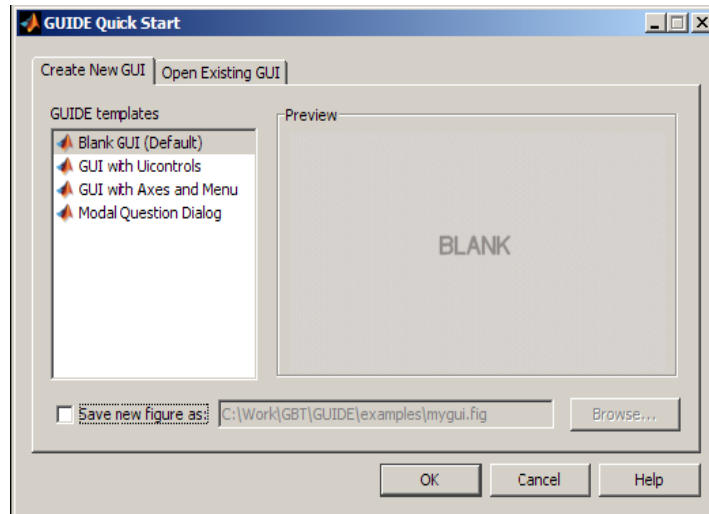 GUIDE Quick Start
Create New GUI Open Existing GUI
GUIDE templates
Preview
Blank GUI (Default)
GUI with Uicontrols
GUI with Axes and Menu
Modal Question Dialog
BLANK
Save new figure as: C:\Work\GBT\GUIDE\examples\mygui.fig Browse...
OK Cancel Help